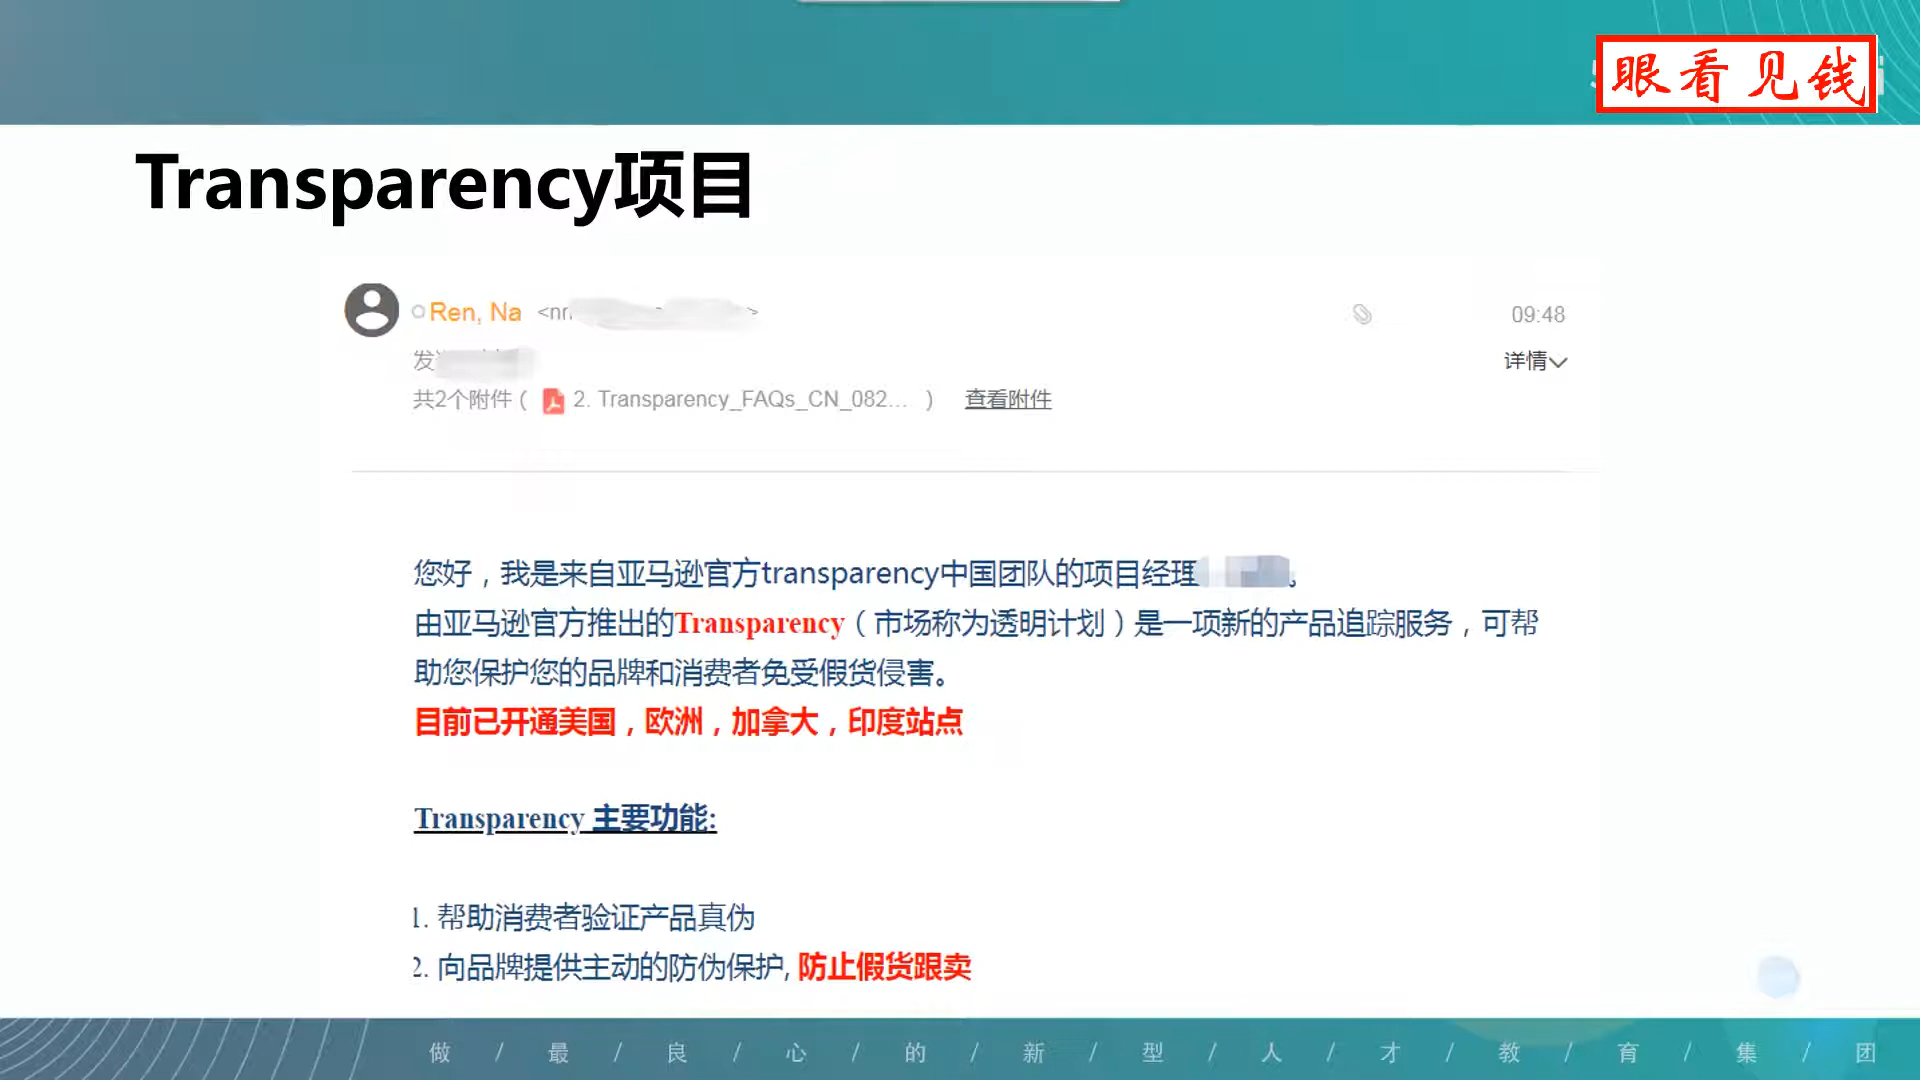 眼看见钱
Transparency项目
Ren, Na <nr >
09:48
发
详情
共2个附件 ( 2. Transparency_FAQs_CN_082... ) 查看附件
您好，我是来自亚马逊官方transparency中国团队的项目经理 。
由亚马逊官方推出的Transparency（市场称为透明计划）是一项新的产品追踪服务，可帮
助您保护您的品牌和消费者免受假货侵害。
目前已开通美国，欧洲，加拿大，印度站点
Transparency 主要功能:
1. 帮助消费者验证产品真伪
2. 向品牌提供主动的防伪保护, 防止假货跟卖
做 / 最 / 良 / 心 / 的 / 新 / 型 / 人 / 才 / 教 / 育 / 集 / 团